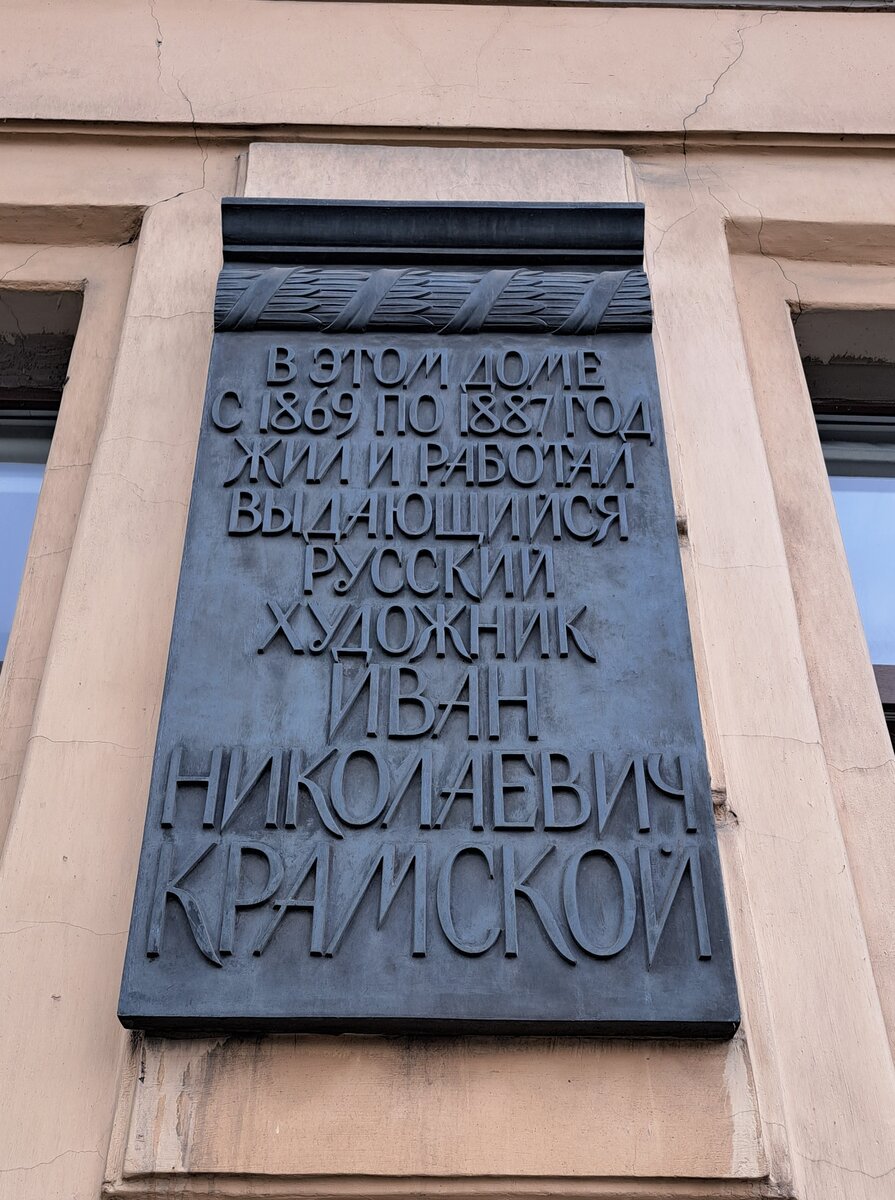 В ЭТОМ ДОМЕ
С 1869 ПО 1887 ГОД
ЖИЛ И РАБОТАЛ
ВЫДАЮЩИЙСЯ
РУССКИЙ
ХУДОЖНИК
ИВАН
НИКОЛАЕВИЧ
КРАМСКОЙ